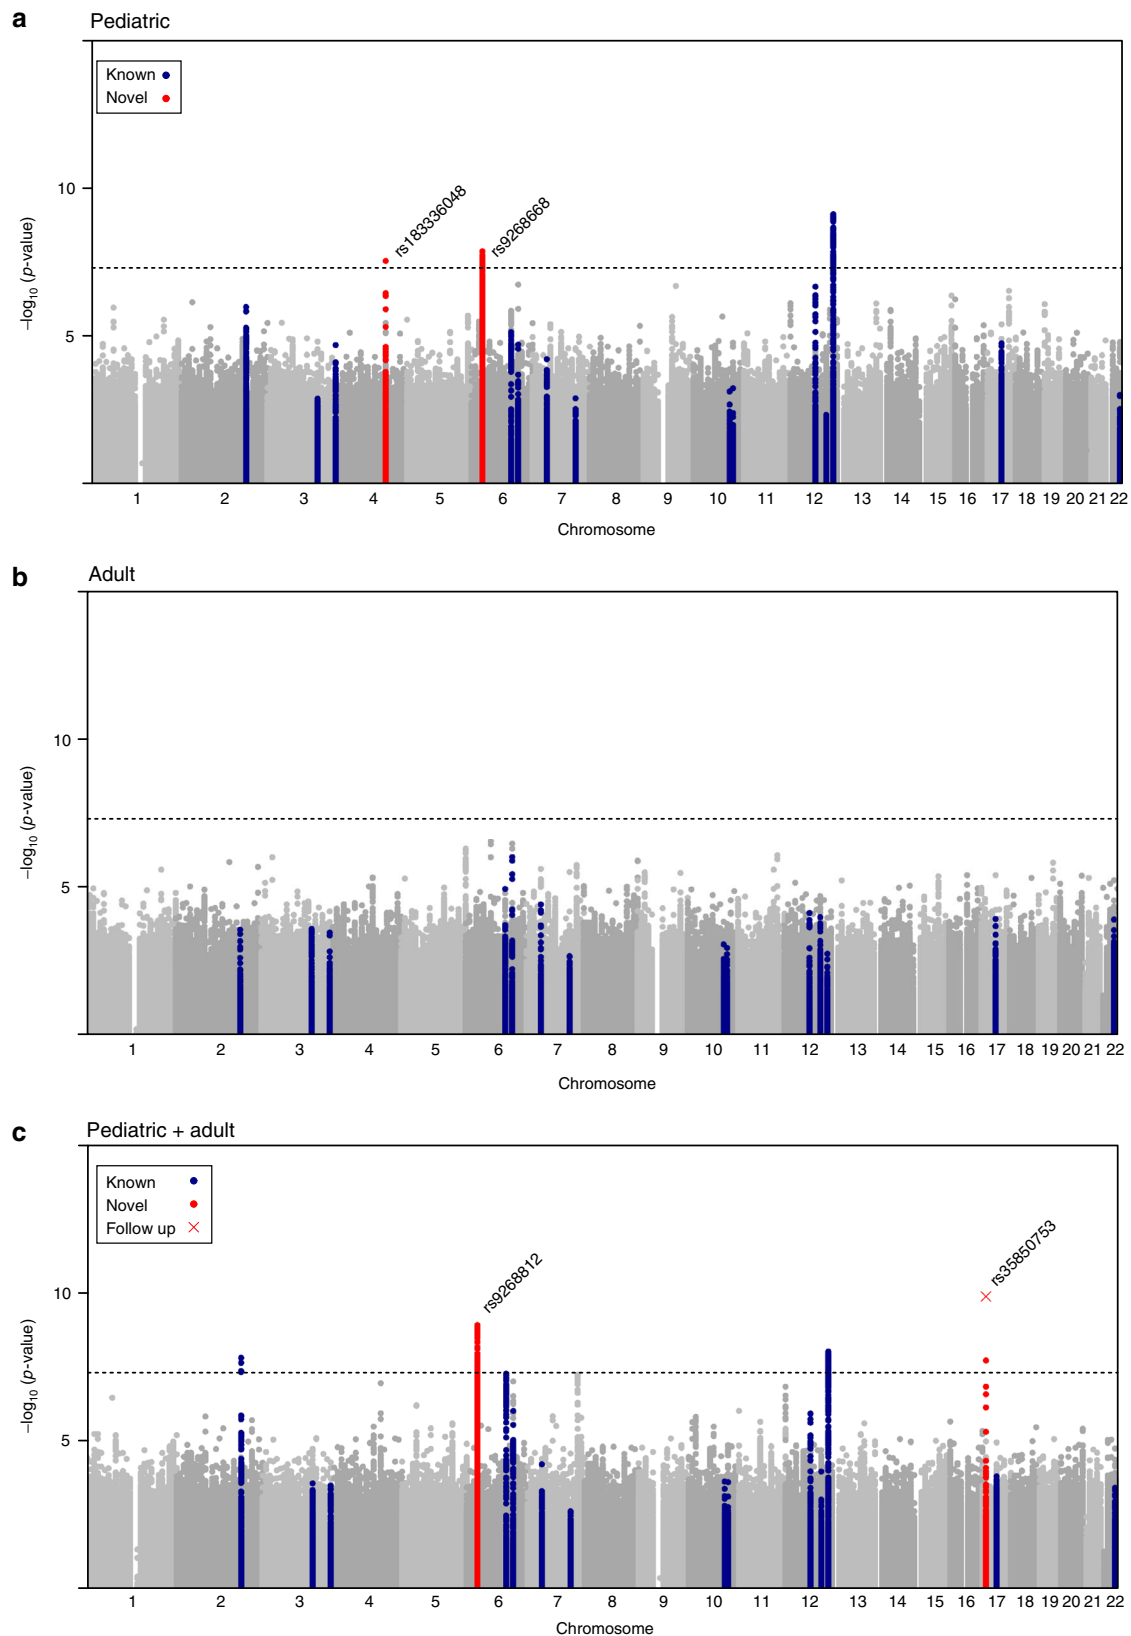 a Pediatric
Known
Novel
rs183336048
rs9268668
10
5
–log10 (p-value)
1 2 3 4 5 6 7 8 9 10 11 12 13 14 15 16 17 18 19 20 21 22
Chromosome
b Adult
10
5
–log10 (p-value)
1 2 3 4 5 6 7 8 9 10 11 12 13 14 15 16 17 18 19 20 21 22
Chromosome
c Pediatric + adult
Known
Novel
Follow up
rs9268812
rs35850753
10
5
–log10 (p-value)
1 2 3 4 5 6 7 8 9 10 11 12 13 14 15 16 17 18 19 20 21 22
Chromosome